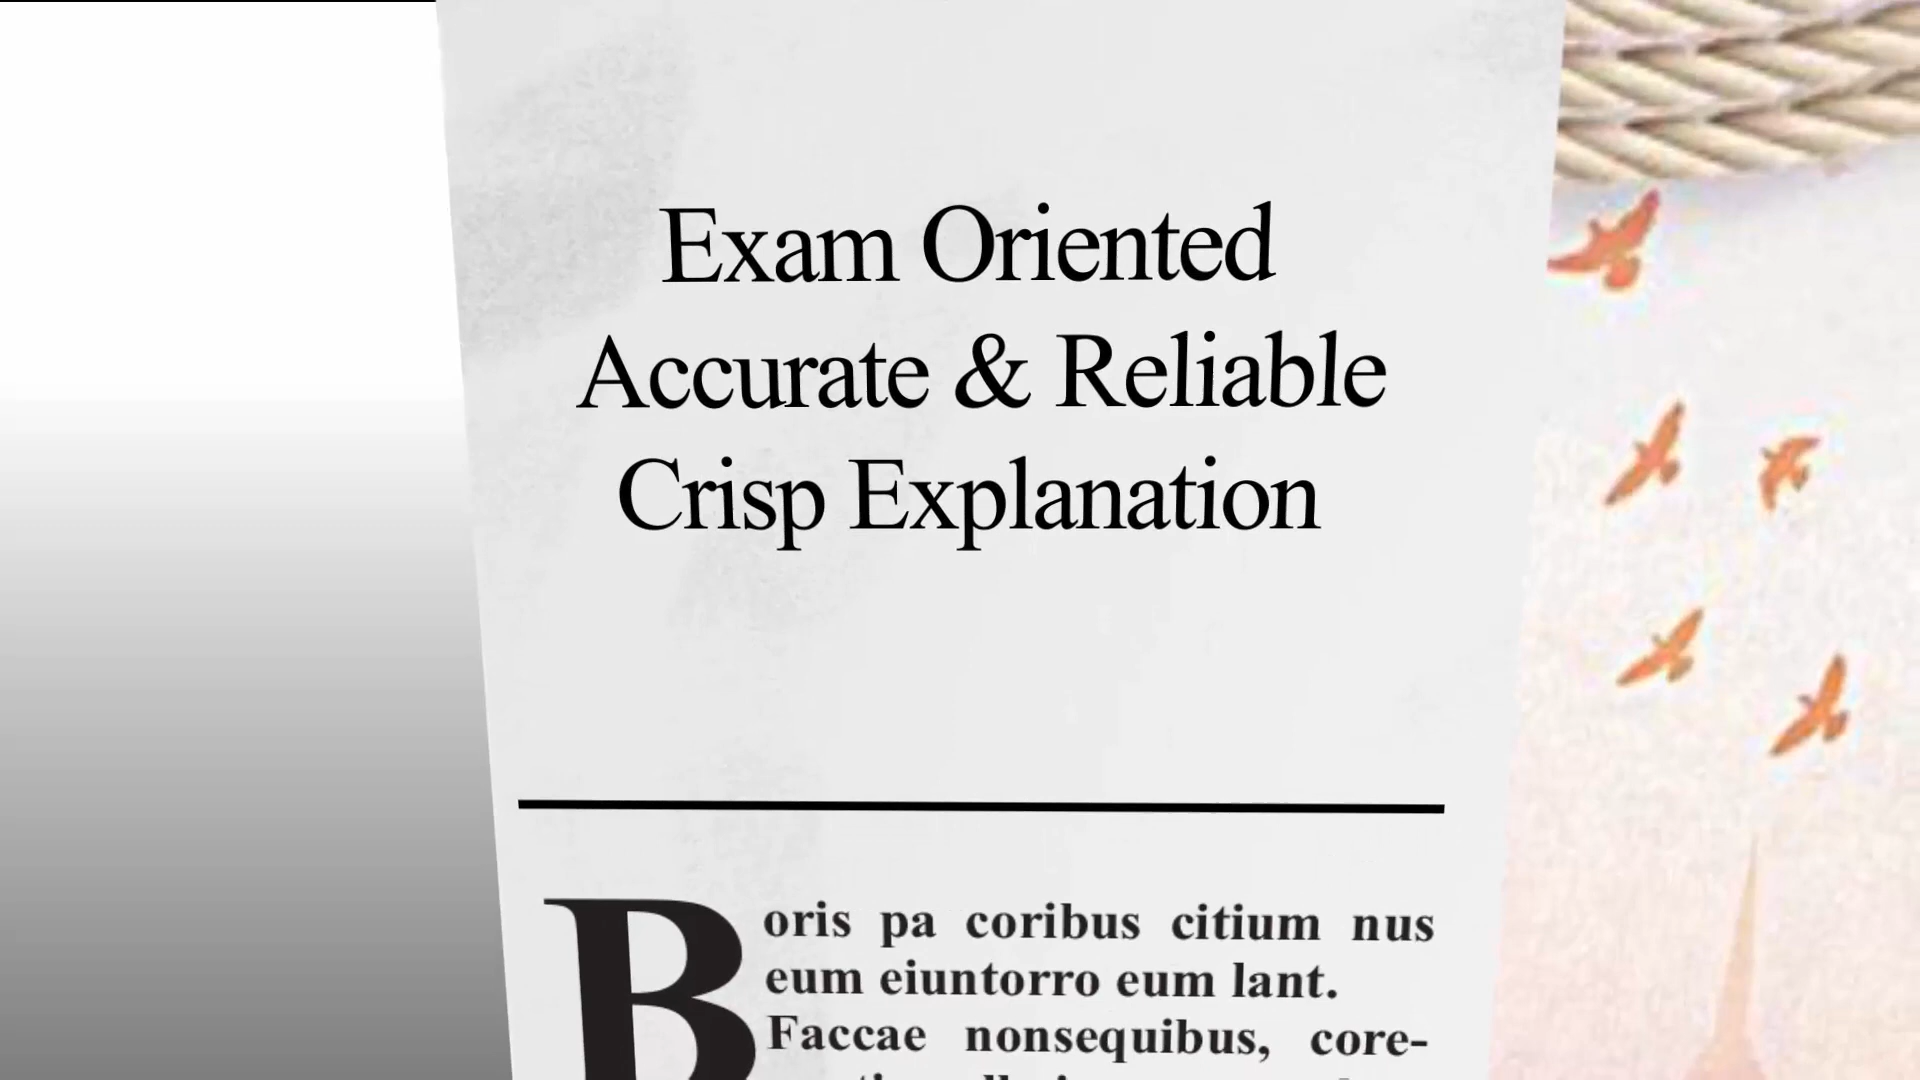 Exam Oriented
Accurate & Reliable
Crisp Explanation
Boris pa coribus citium nus
eum eiuntorro eum lant.
Faccae nonsequibus, core-